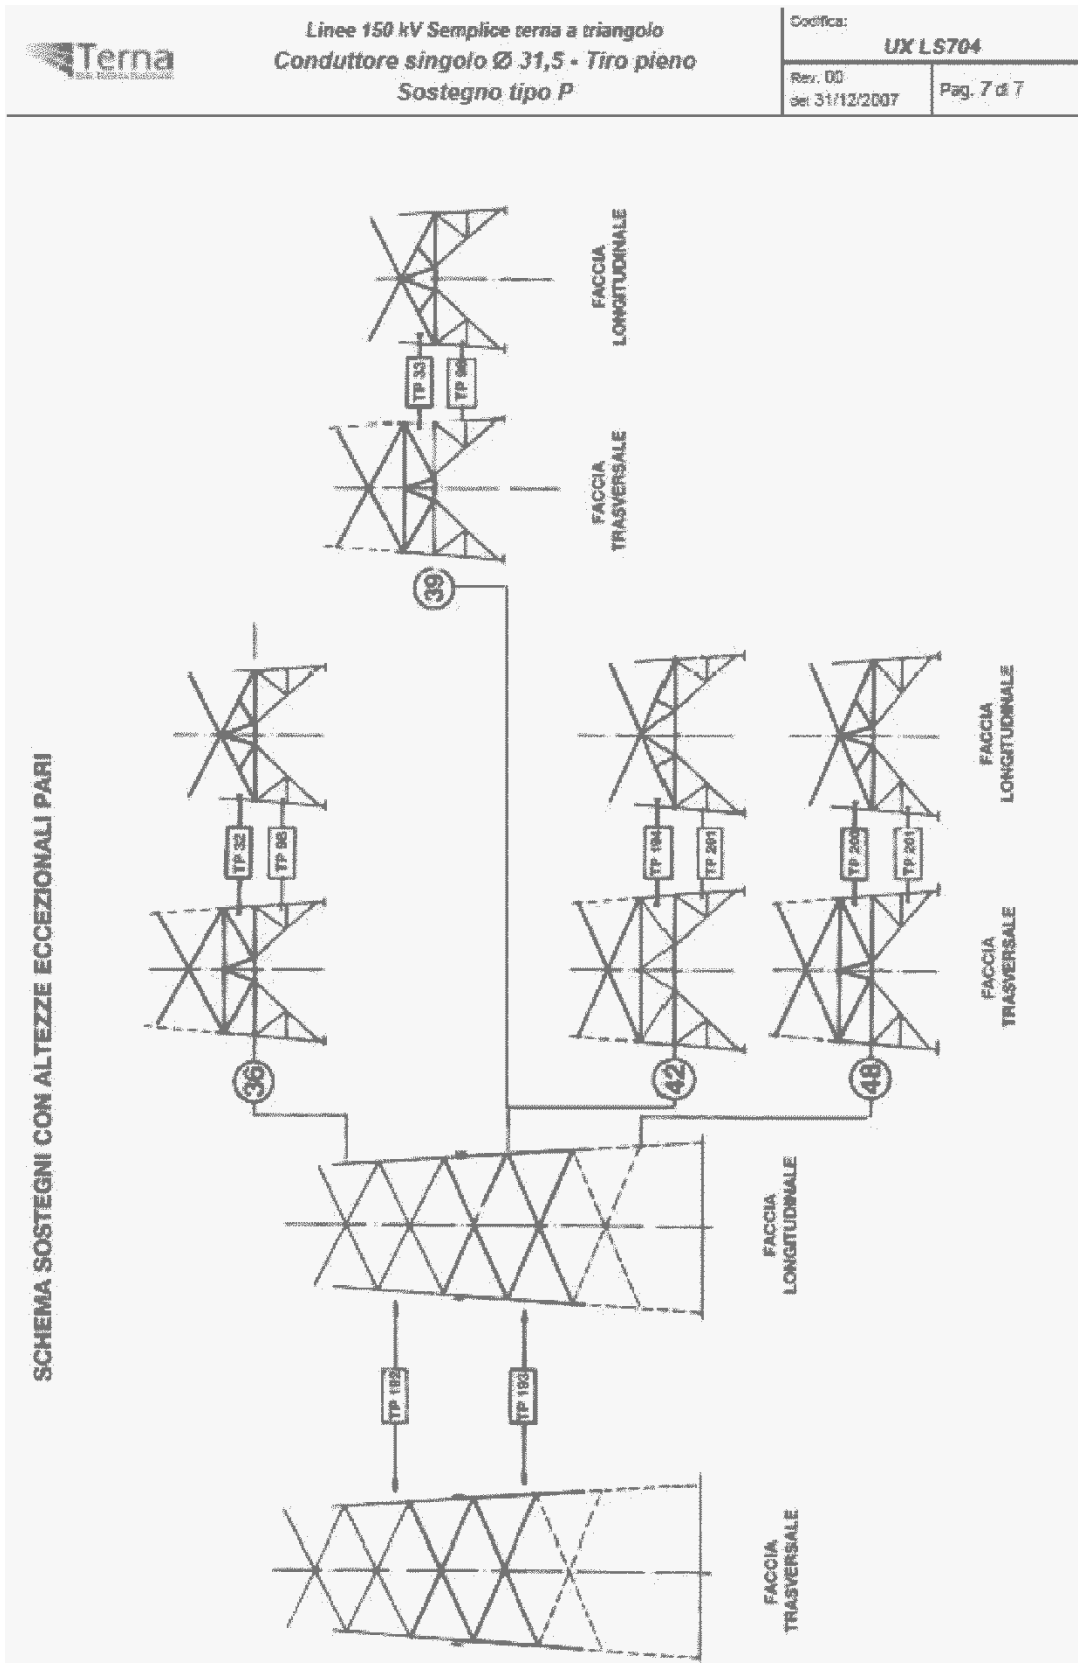 Terna
Linee 150 kV Semplice terna a triangolo
Conduttore singolo Ø 31,5 - Tiro pieno
Sostegno tipo P
Codifica:
UX LS704
Rev. 00
del 31/12/2007
Pag. 7 di 7
SCHEMA SOSTEGNI CON ALTEZZE ECCEZIONALI PARI
FACCIA
LONGITUDINALE
TP 33
FACCIA
TRASVERSALE
39
TP 32
36
TP 194
TP 201
42
TP 201
48
FACCIA
LONGITUDINALE
FACCIA
TRASVERSALE
FACCIA
LONGITUDINALE
TP 192
TP 193
FACCIA
TRASVERSALE